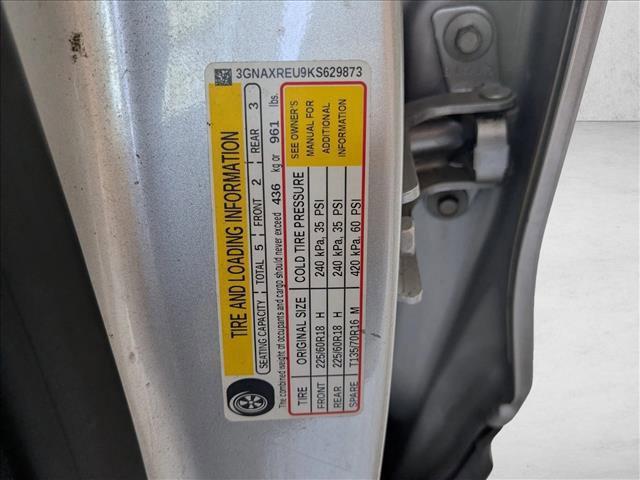 3GNAXREU9KS629873
TIRE AND LOADING INFORMATION
SEATING CAPACITY TOTAL 5 FRONT 2 REAR 3
The combined weight of occupants and cargo should never exceed 436 kg or 961 lbs.
TIRE ORIGINAL SIZE COLD TIRE PRESSURE SEE OWNER'S
FRONT 225/60R18 H 240 kPa, 35 PSI MANUAL FOR
REAR 225/60R18 H 240 kPa, 35 PSI ADDITIONAL
SPARE T135/70R16 M 420 kPa, 60 PSI INFORMATION